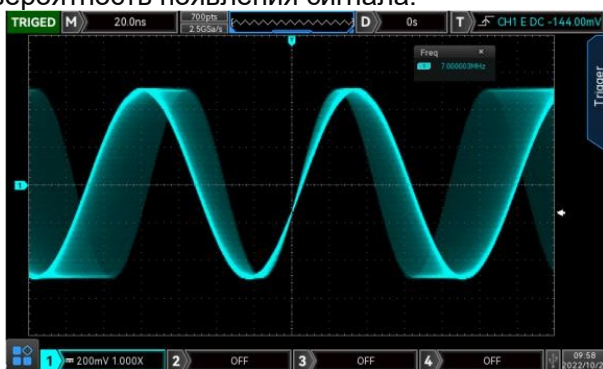 вероятность появления сигнала.
TRIGED M 20.0ns 700pts 2.5GSa/s D 0s T CH1 E DC -144.00mV
Freq ×
1 7.000003MHz
Trigger
1
1 200mV 1.000X 2 OFF 3 OFF 4 OFF 09:58
2022/10/2